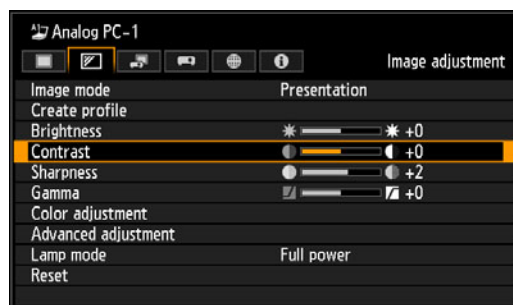 Analog PC-1
Image adjustment
Image mode Presentation
Create profile
Brightness +0
Contrast +0
Sharpness +2
Gamma +0
Color adjustment
Advanced adjustment
Lamp mode Full power
Reset